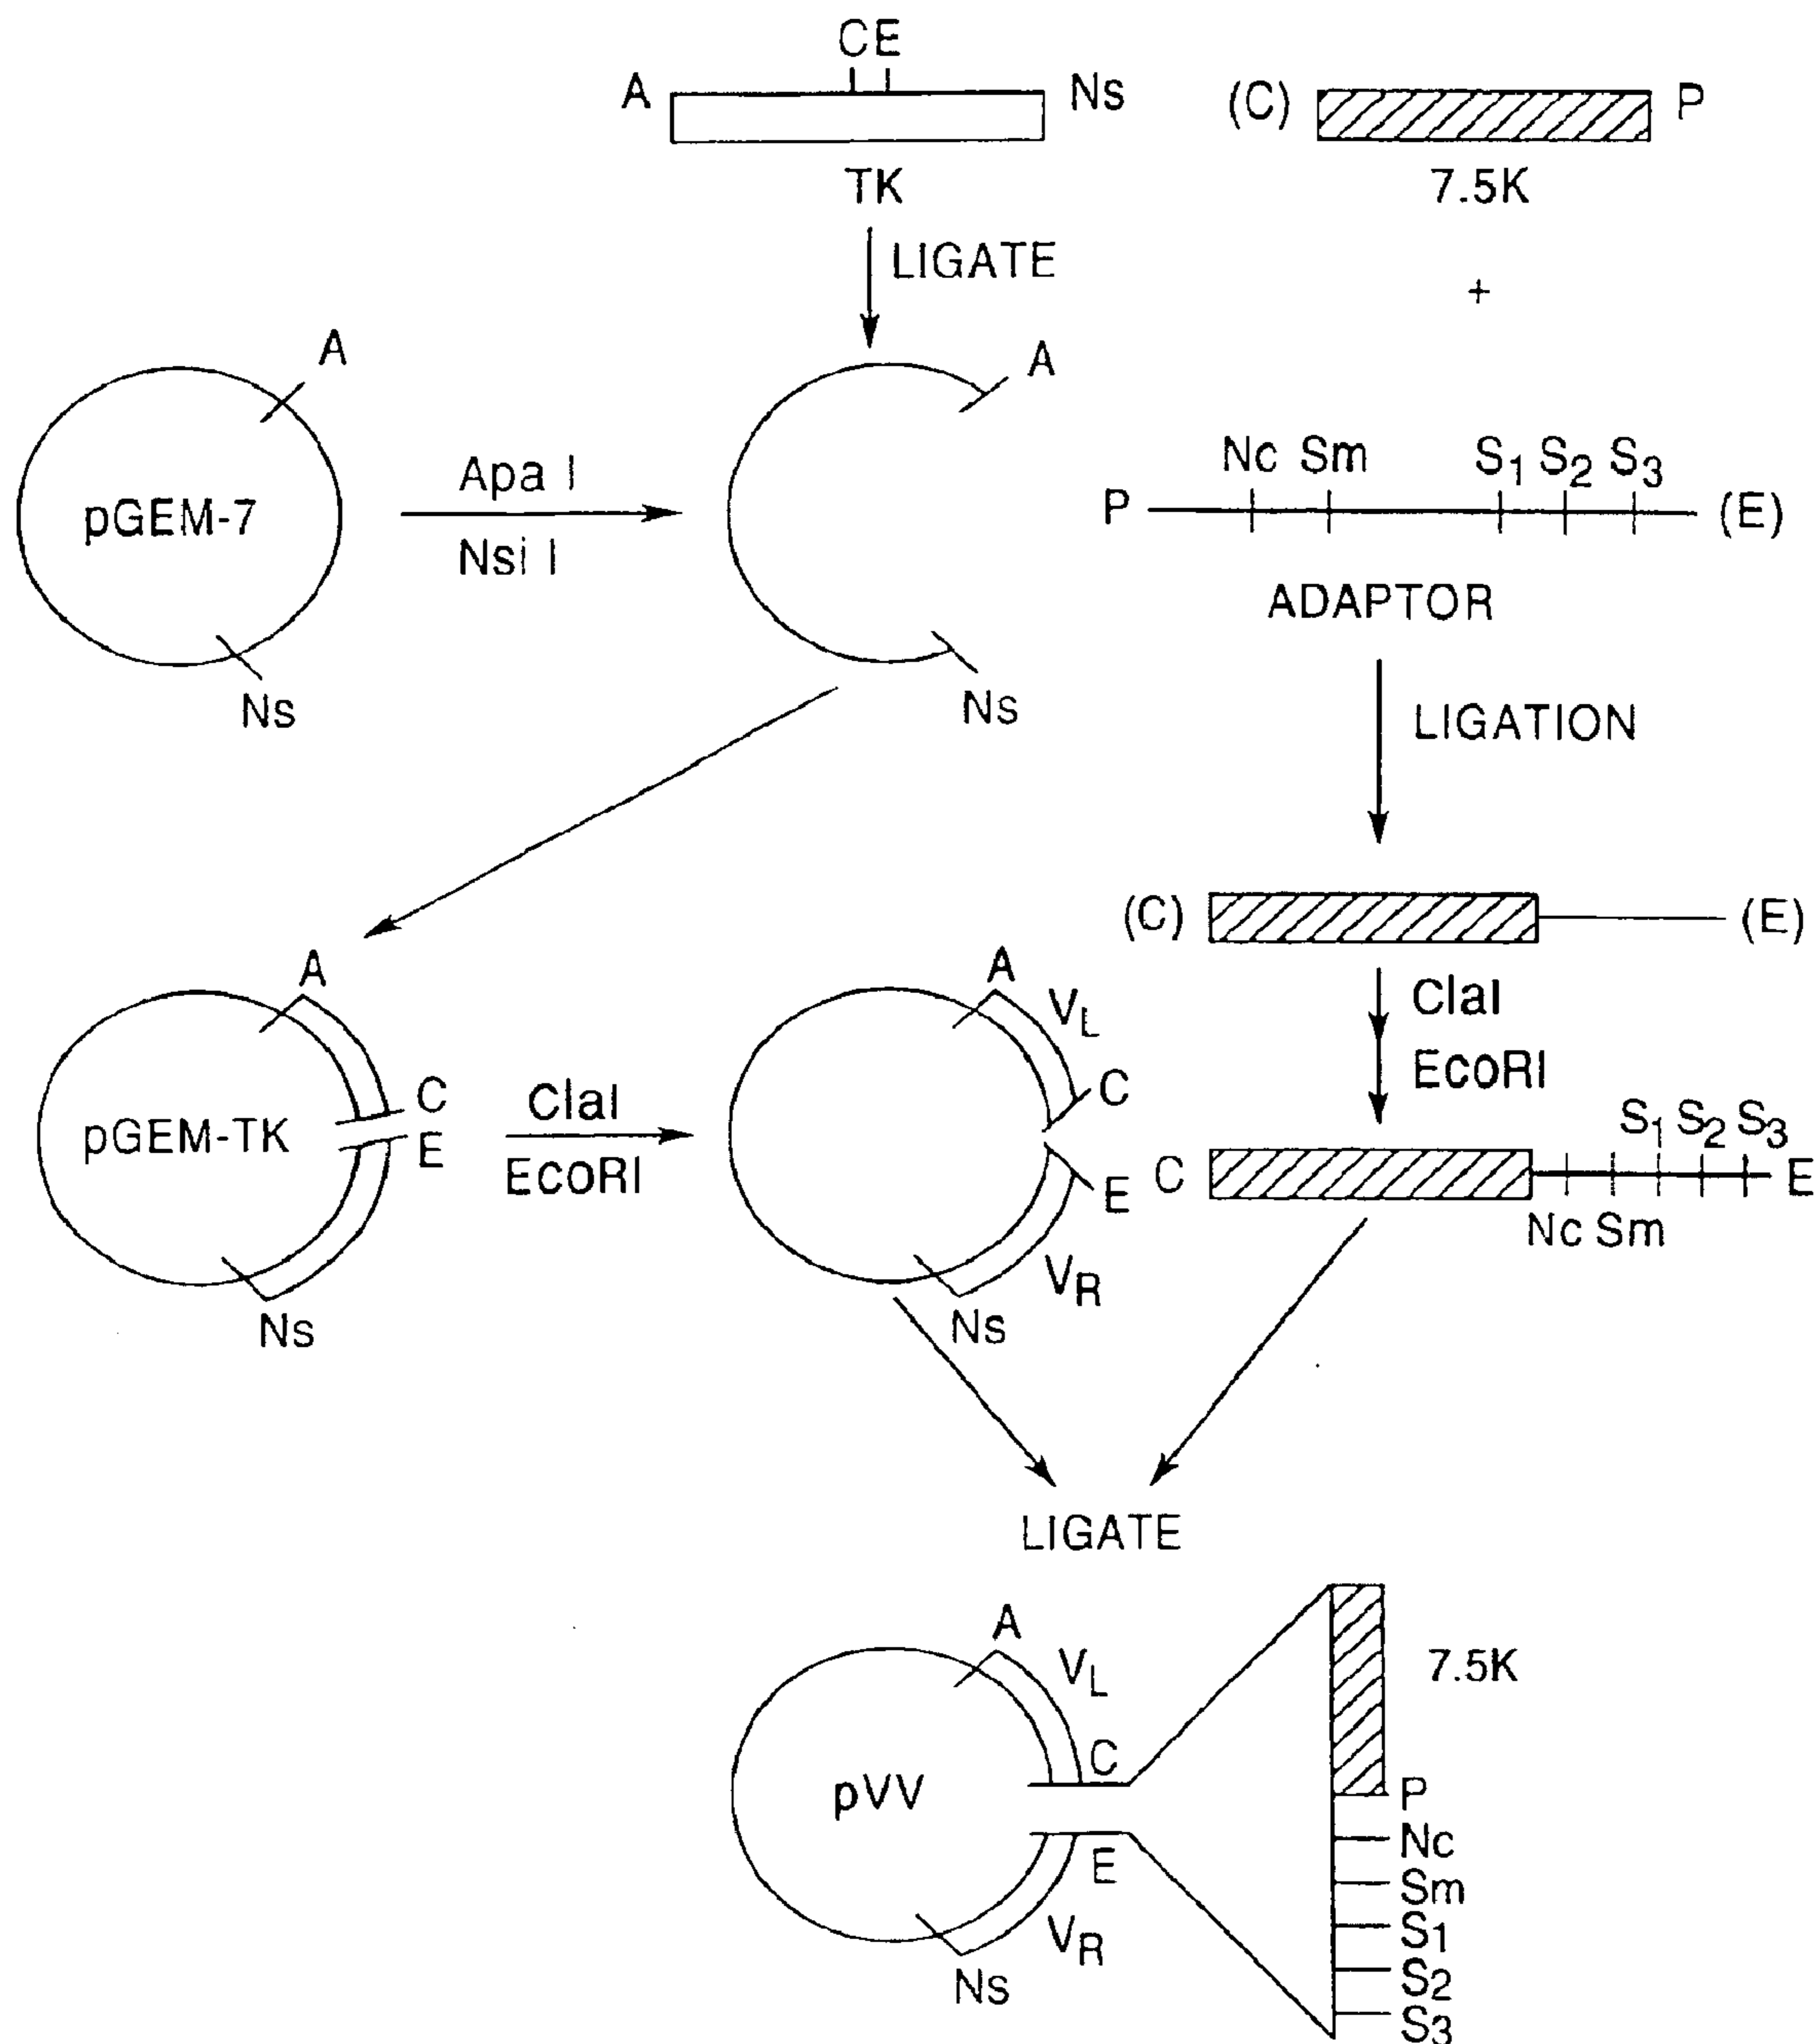 CE
A
Ns
(C)
P
TK
7.5K
LIGATE
+
A
A
Nc Sm
S1 S2 S3
pGEM-7
Apa I
Nsi I
P
(E)
ADAPTOR
Ns
Ns
LIGATION
(C)
(E)
A
A
VL
ClaI
EcoRI
C
E
pGEM-TK
ClaI
EcoRI
C
E
S1 S2 S3
C
E
Nc Sm
Ns
Ns
VR
LIGATE
A
VL
7.5K
C
pVV
P
E
Nc
Sm
VR
S1
Ns
S2
S3